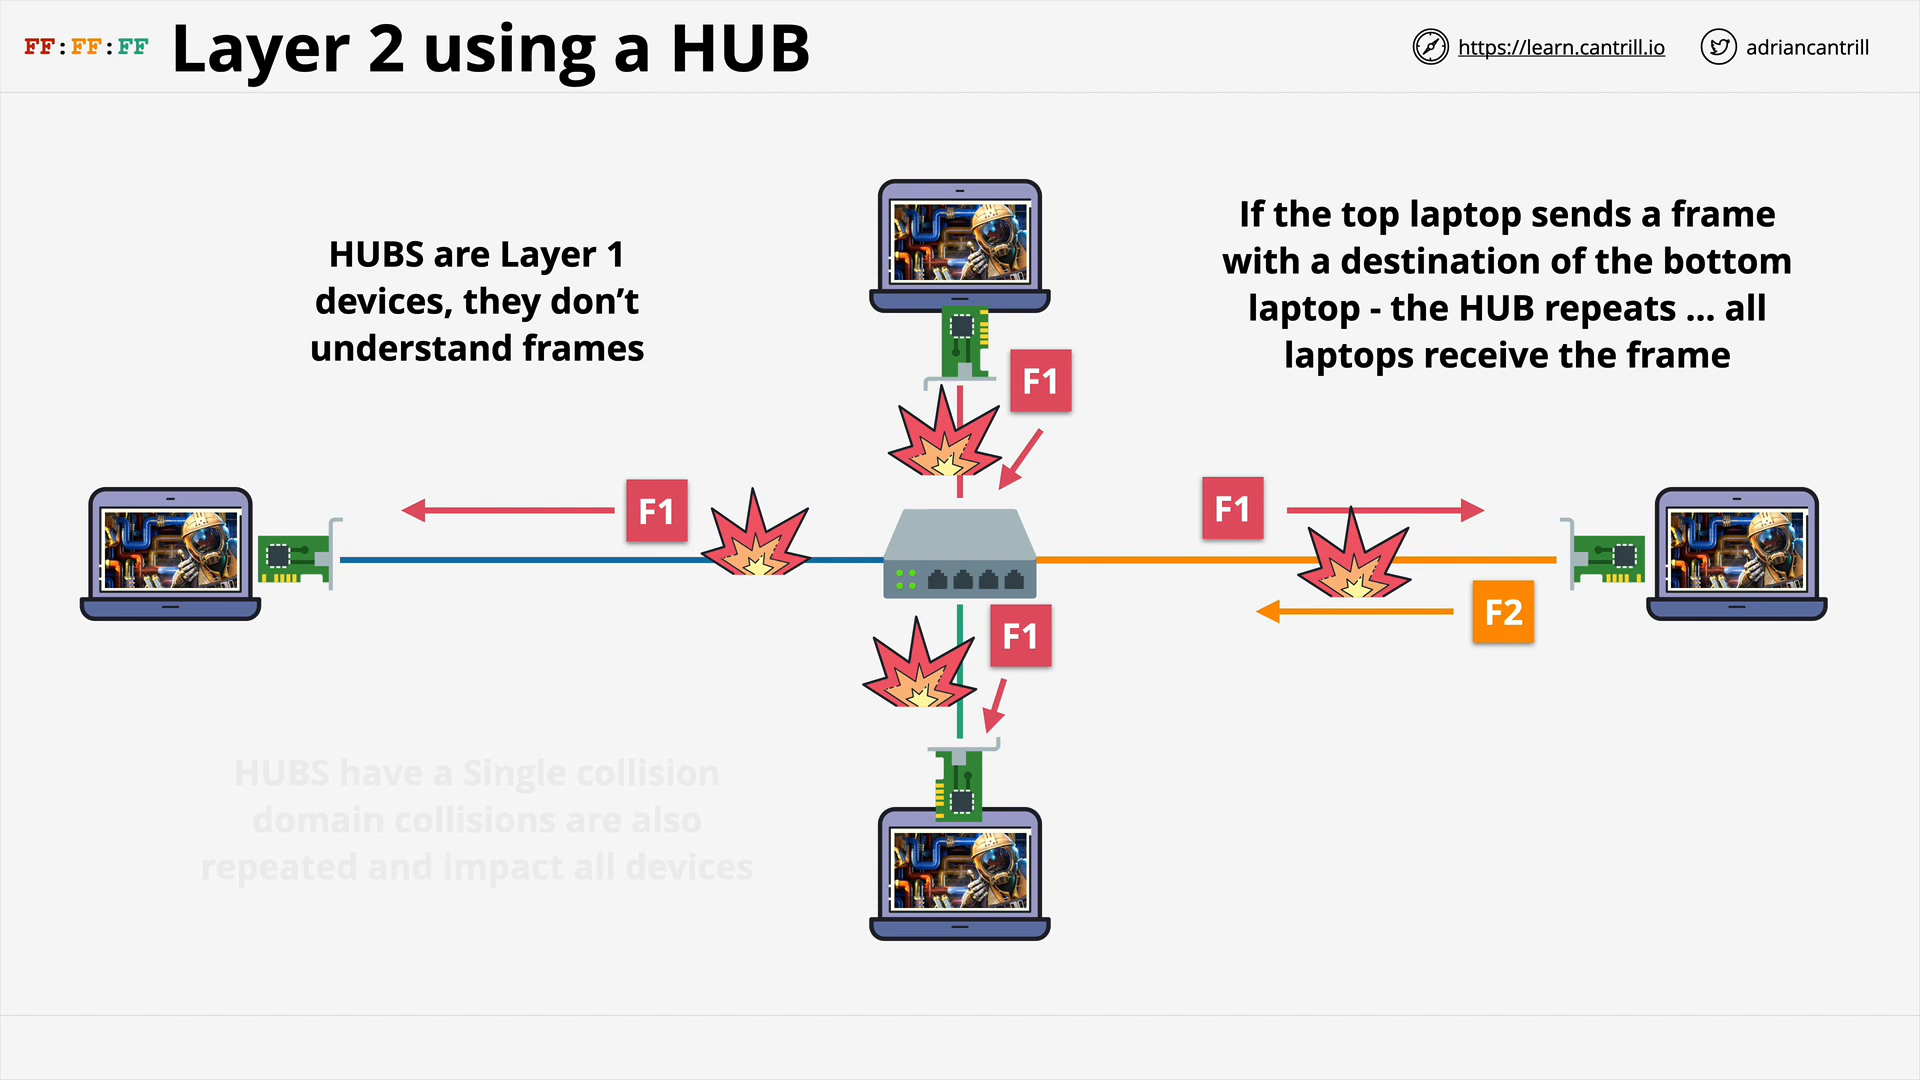 FF:FF:FF
Layer 2 using a HUB
https://learn.cantrill.io
adriancantrill
HUBS are Layer 1
devices, they don’t
understand frames
If the top laptop sends a frame
with a destination of the bottom
laptop - the HUB repeats ... all
laptops receive the frame
F1
F1
F1
F2
F1
HUBS have a Single collision
domain collisions are also
repeated and impact all devices